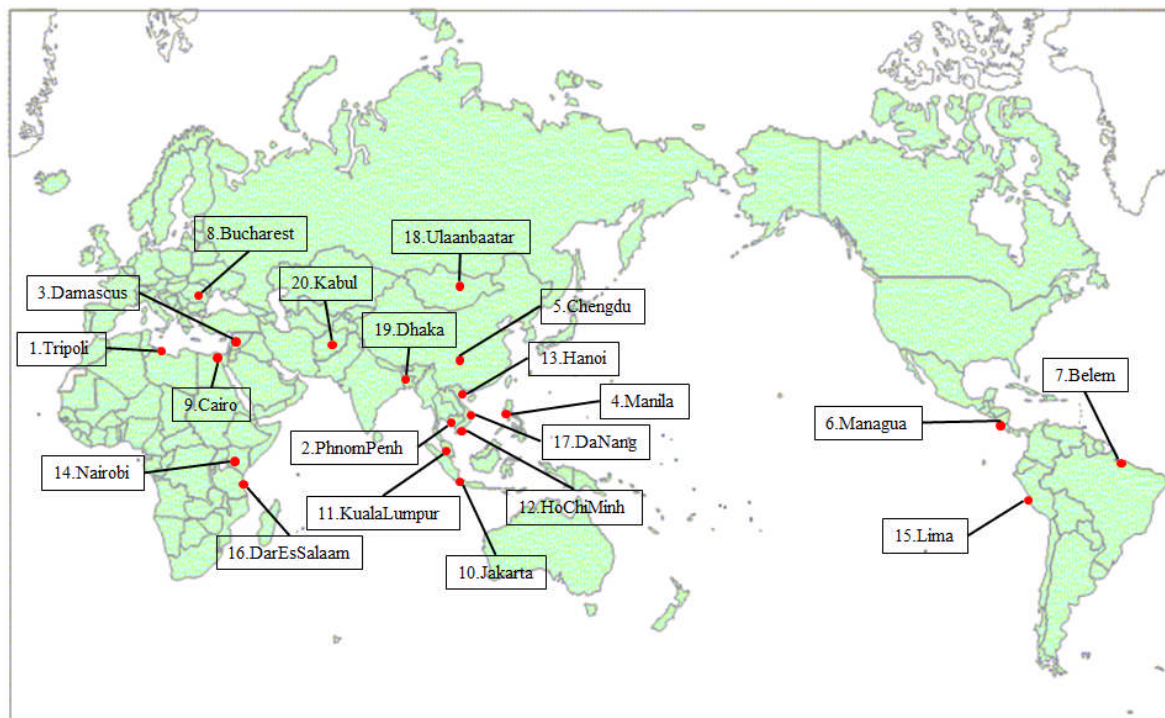 8.Bucharest
18.Ulaanbaatar
3.Damascus
20.Kabul
5.Chengdu
19.Dhaka
1.Tripoli
13.Hanoi
7.Belem
9.Cairo
4.Manila
6.Managua
2.PhnomPenh
17.DaNang
14.Nairobi
11.KualaLumpur
12.HoChiMinh
15.Lima
16.DarEsSalaam
10.Jakarta